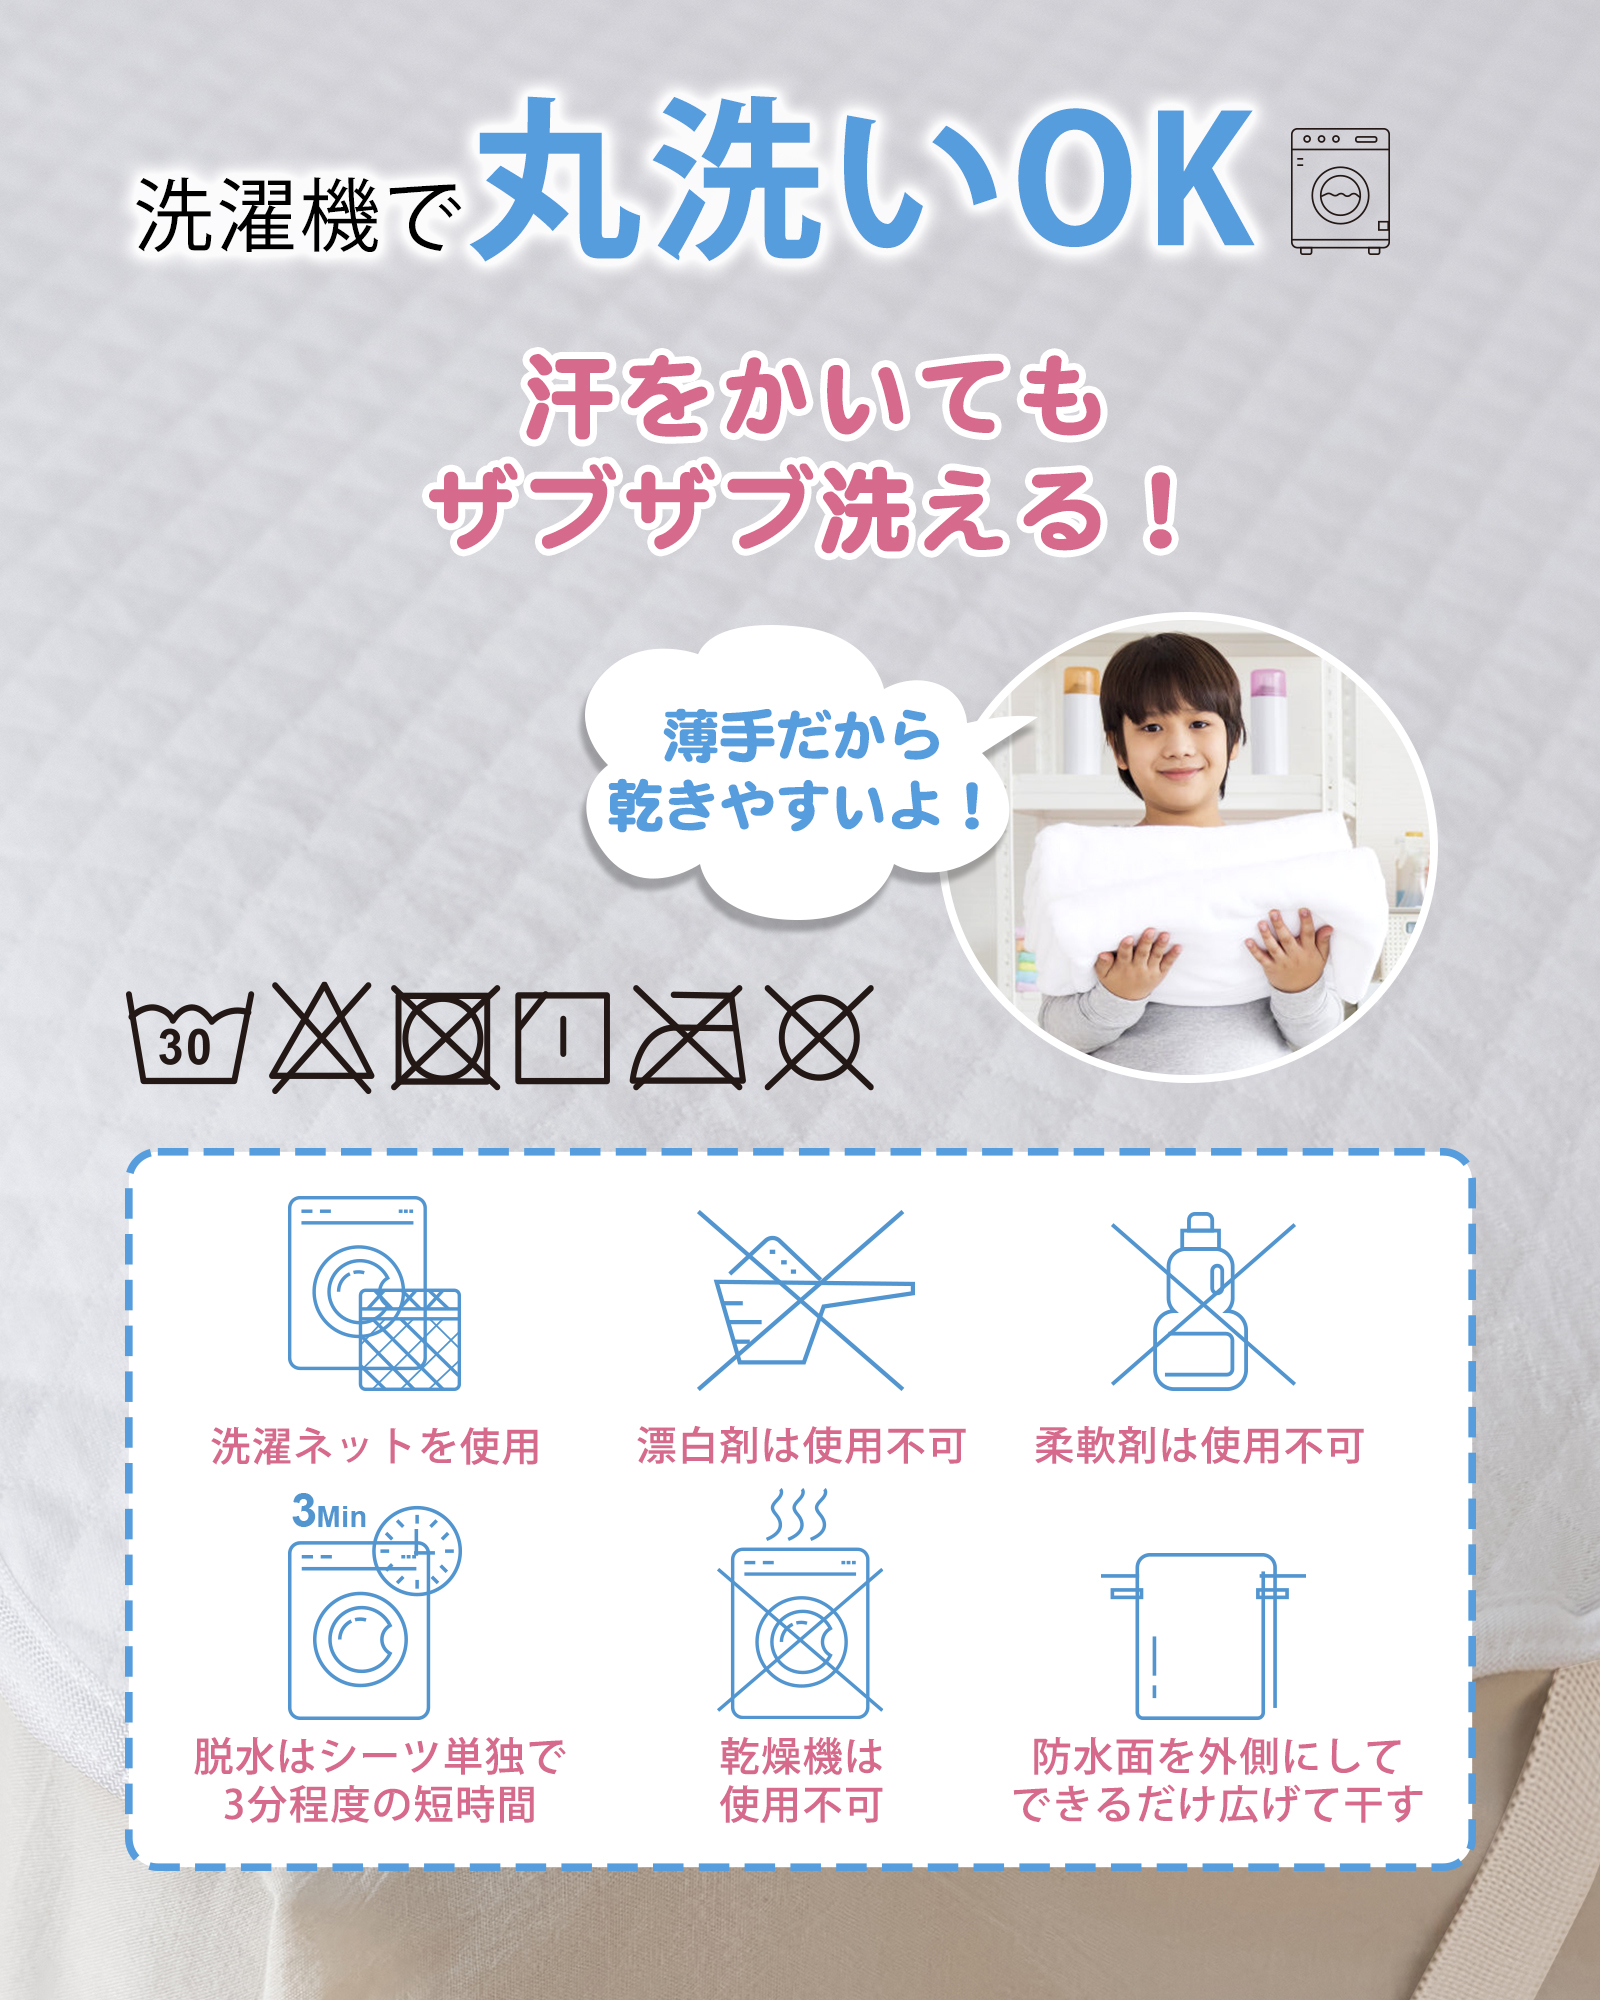 洗濯機で丸洗いOK
汗をかいても
ザブザブ洗える！
薄手だから
乾きやすいよ！
30
洗濯ネットを使用
漂白剤は使用不可
柔軟剤は使用不可
3Min
脱水はシーツ単独で
3分程度の短時間
乾燥機は
使用不可
防水面を外側にして
できるだけ広げて干す